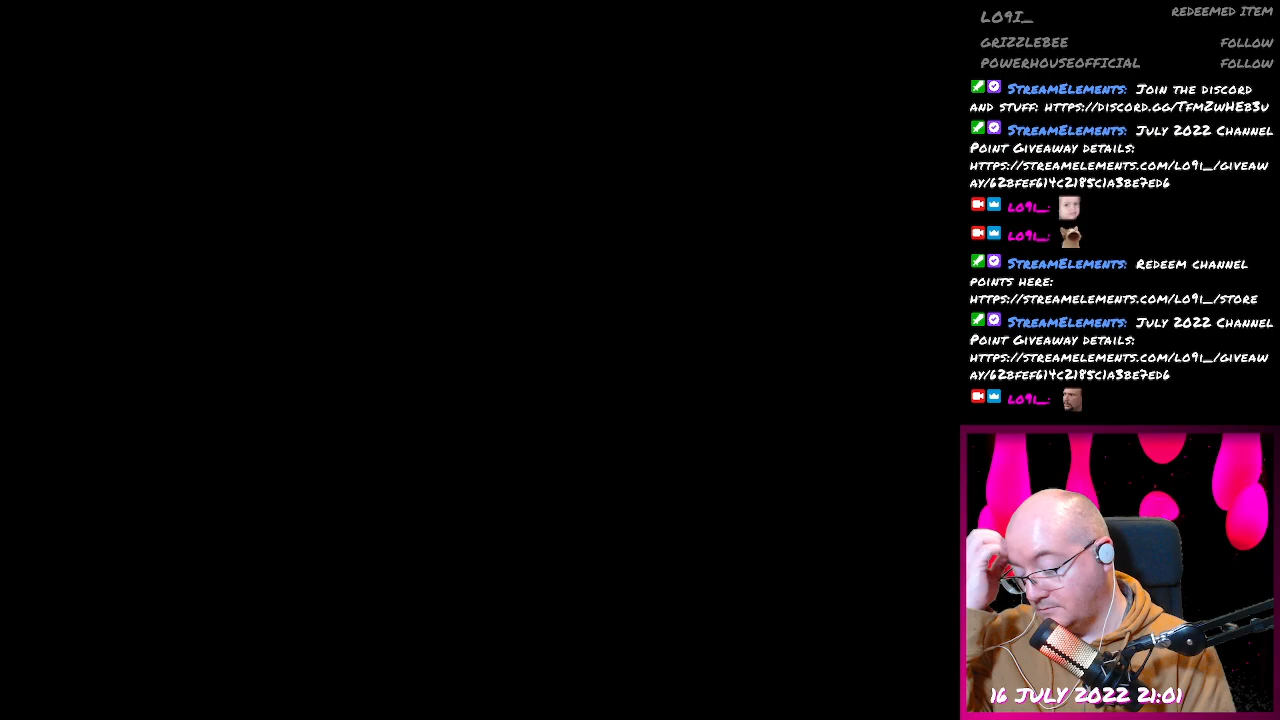 LO9I_ REDEEMED ITEM
GRIZZLEBEE FOLLOW
POWERHOUSEOFFICIAL FOLLOW
StreamElements: Join the discord
and stuff: https://discord.gg/TfmZwHE83u
StreamElements: July 2022 Channel
Point Giveaway details:
https://streamelements.com/lo9i_/giveaw
ay/62bfef614c2185c1a3be7ed6
lo9i_:
lo9i_:
StreamElements: Redeem channel
points here:
https://streamelements.com/lo9i_/store
StreamElements: July 2022 Channel
Point Giveaway details:
https://streamelements.com/lo9i_/giveaw
ay/62bfef614c2185c1a3be7ed6
lo9i_:
16 JULY 2022 21:01